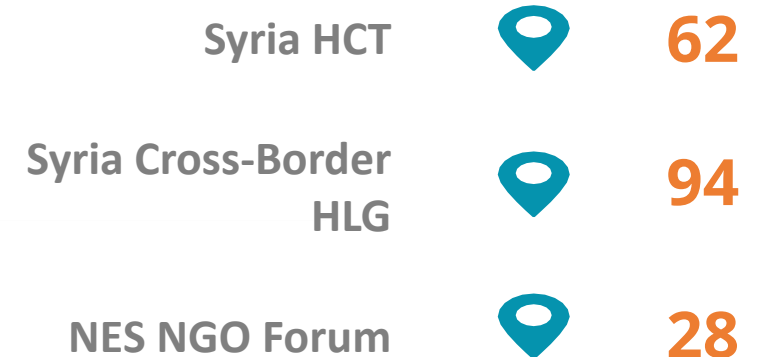 Syria HCT 62
Syria Cross-Border
HLG 94
NES NGO Forum 28